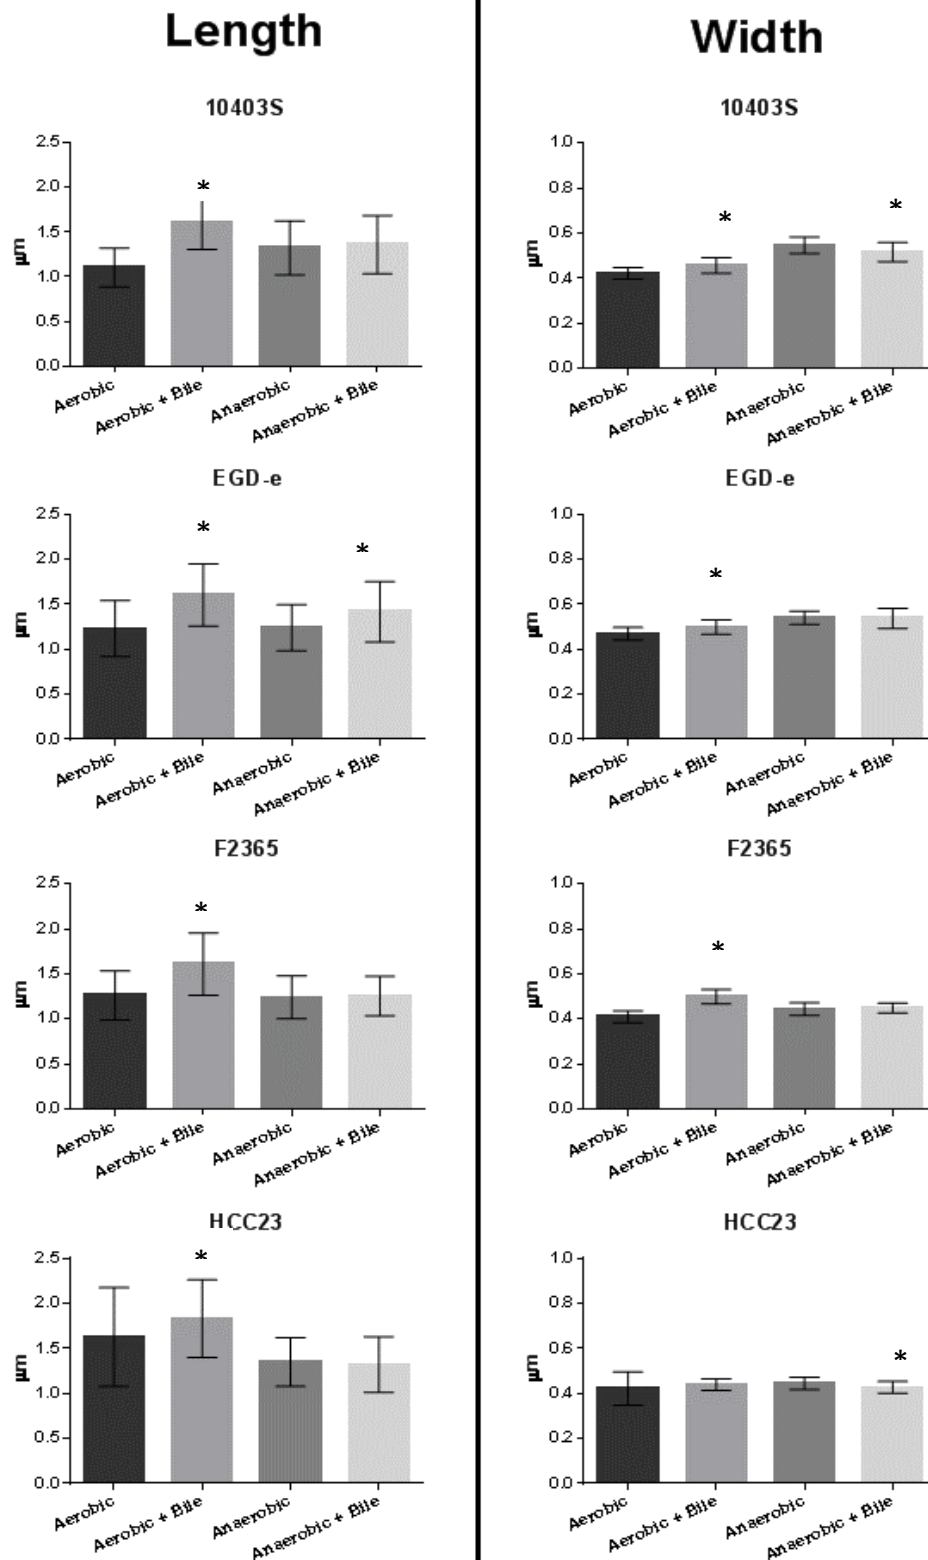 Length
10403S
2.5
2.0
*
1.5
1.0
0.5
0.0
µm
Aerobic
Aerobic + Bile
Anaerobic
Anaerobic + Bile
EGD-e
2.5
2.0
*
*
1.5
1.0
0.5
0.0
µm
Aerobic
Aerobic + Bile
Anaerobic
Anaerobic + Bile
F2365
2.5
2.0
*
1.5
1.0
0.5
0.0
µm
Aerobic
Aerobic + Bile
Anaerobic
Anaerobic + Bile
HCC23
2.5
*
2.0
1.5
1.0
0.5
0.0
µm
Aerobic
Aerobic + Bile
Anaerobic
Anaerobic + Bile
Width
10403S
1.0
0.8
*
*
0.6
0.4
0.2
0.0
µm
Aerobic
Aerobic + Bile
Anaerobic
Anaerobic + Bile
EGD-e
1.0
0.8
*
0.6
0.4
0.2
0.0
µm
Aerobic
Aerobic + Bile
Anaerobic
Anaerobic + Bile
F2365
1.0
0.8
*
0.6
0.4
0.2
0.0
µm
Aerobic
Aerobic + Bile
Anaerobic
Anaerobic + Bile
HCC23
1.0
0.8
0.6
*
0.4
0.2
0.0
µm
Aerobic
Aerobic + Bile
Anaerobic
Anaerobic + Bile